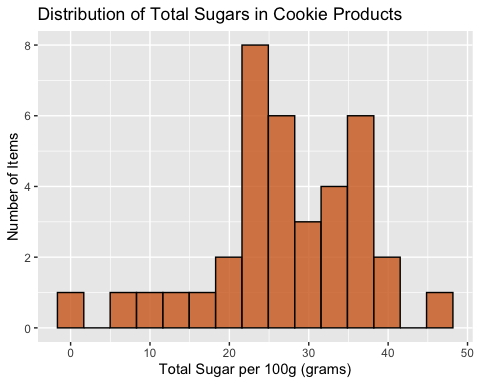 Distribution of Total Sugars in Cookie Products
8
6
4
2
0
Number of Items
0 10 20 30 40 50
Total Sugar per 100g (grams)